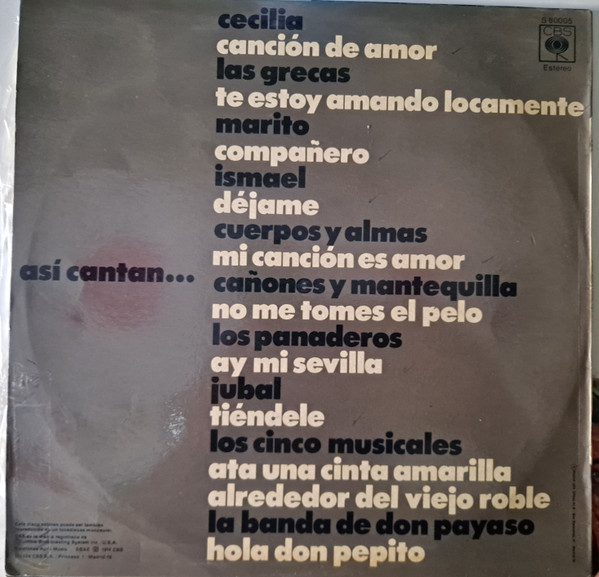 cecilia
S 60005
CBS
Estereo
canción de amor
las grecas
te estoy amando locamente
marito
compañero
ismael
déjame
cuerpos y almas
mi canción es amor
así cantan...
cañones y mantequilla
no me tomes el pelo
los panaderos
ay mi sevilla
jubal
tiéndele
los cinco musicales
ata una cinta amarilla
alrededor del viejo roble
la banda de don payaso
hola don pepito